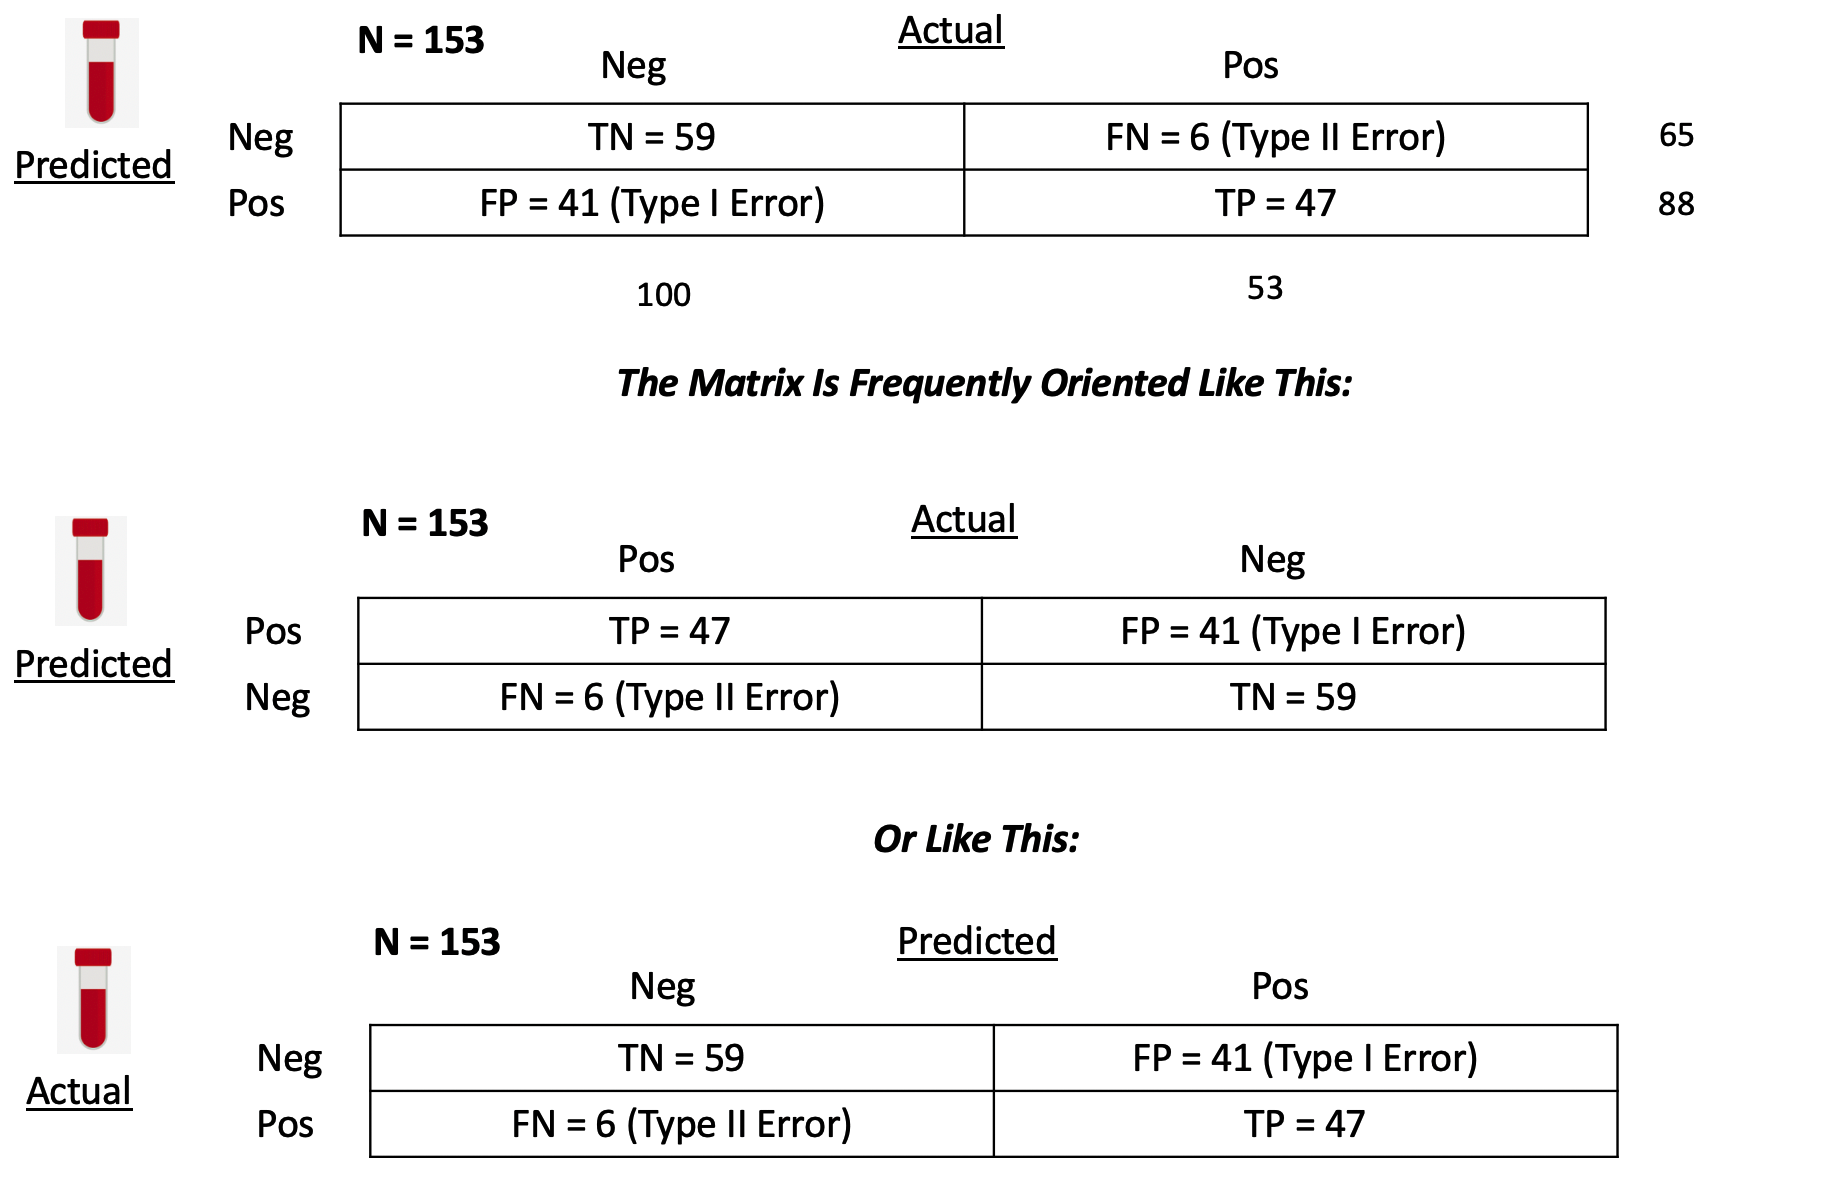 N = 153
Actual
Neg Pos
Predicted
Neg TN = 59 FN = 6 (Type II Error) 65
Pos FP = 41 (Type I Error) TP = 47 88
100 53
The Matrix Is Frequently Oriented Like This:
N = 153
Actual
Pos Neg
Predicted
Pos TP = 47 FP = 41 (Type I Error)
Neg FN = 6 (Type II Error) TN = 59
Or Like This:
N = 153
Predicted
Neg Pos
Actual
Neg TN = 59 FP = 41 (Type I Error)
Pos FN = 6 (Type II Error) TP = 47